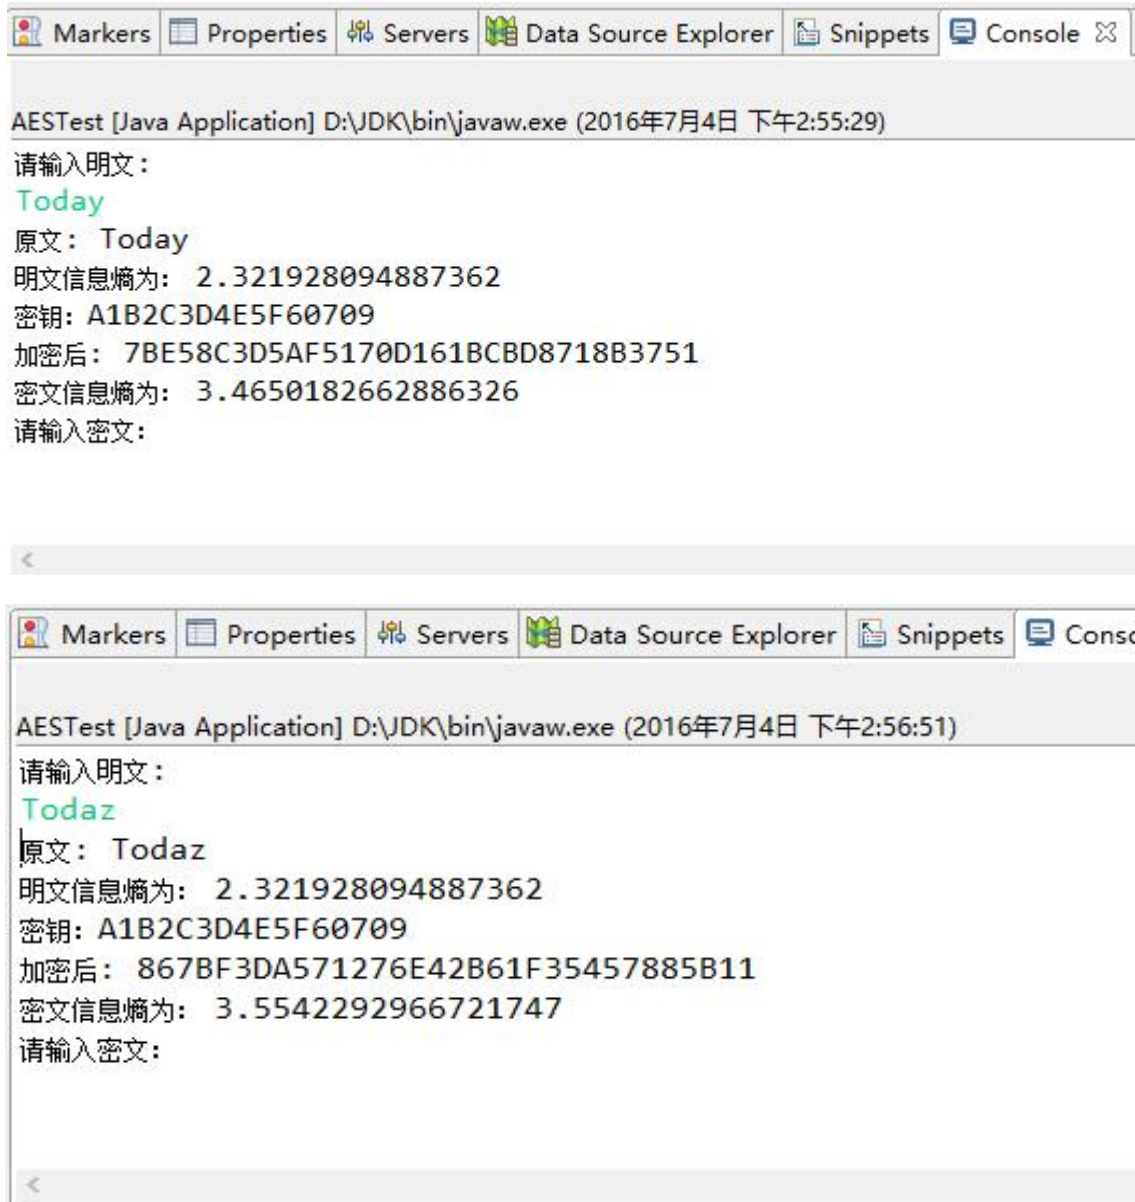 Markers Properties Servers Data Source Explorer Snippets Console
AESTest [Java Application] D:\JDK\bin\javaw.exe (2016年7月4日 下午2:55:29)
请输入明文：
Today
原文： Today
明文信息熵为： 2.321928094887362
密钥：A1B2C3D4E5F60709
加密后： 7BE58C3D5AF5170D161BCBD8718B3751
密文信息熵为： 3.4650182662886326
请输入密文：
Markers Properties Servers Data Source Explorer Snippets Conso
AESTest [Java Application] D:\JDK\bin\javaw.exe (2016年7月4日 下午2:56:51)
请输入明文：
Todaz
原文： Todaz
明文信息熵为： 2.321928094887362
密钥：A1B2C3D4E5F60709
加密后： 867BF3DA571276E42B61F35457885B11
密文信息熵为： 3.5542292966721747
请输入密文：